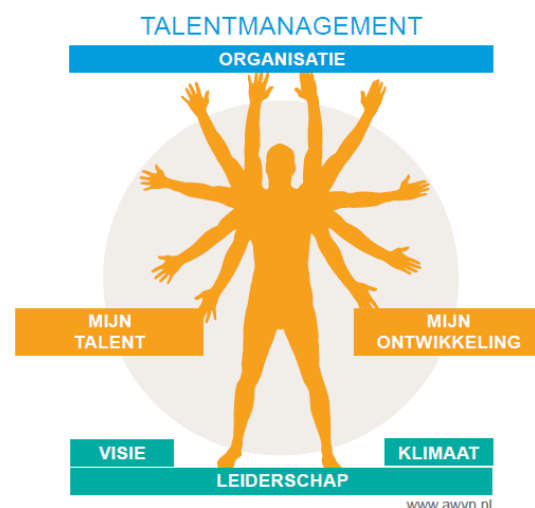 TALENTMANAGEMENT
ORGANISATIE
MIJN
TALENT
MIJN
ONTWIKKELING
VISIE
KLIMAAT
LEIDERSCHAP
www.awvn.nl